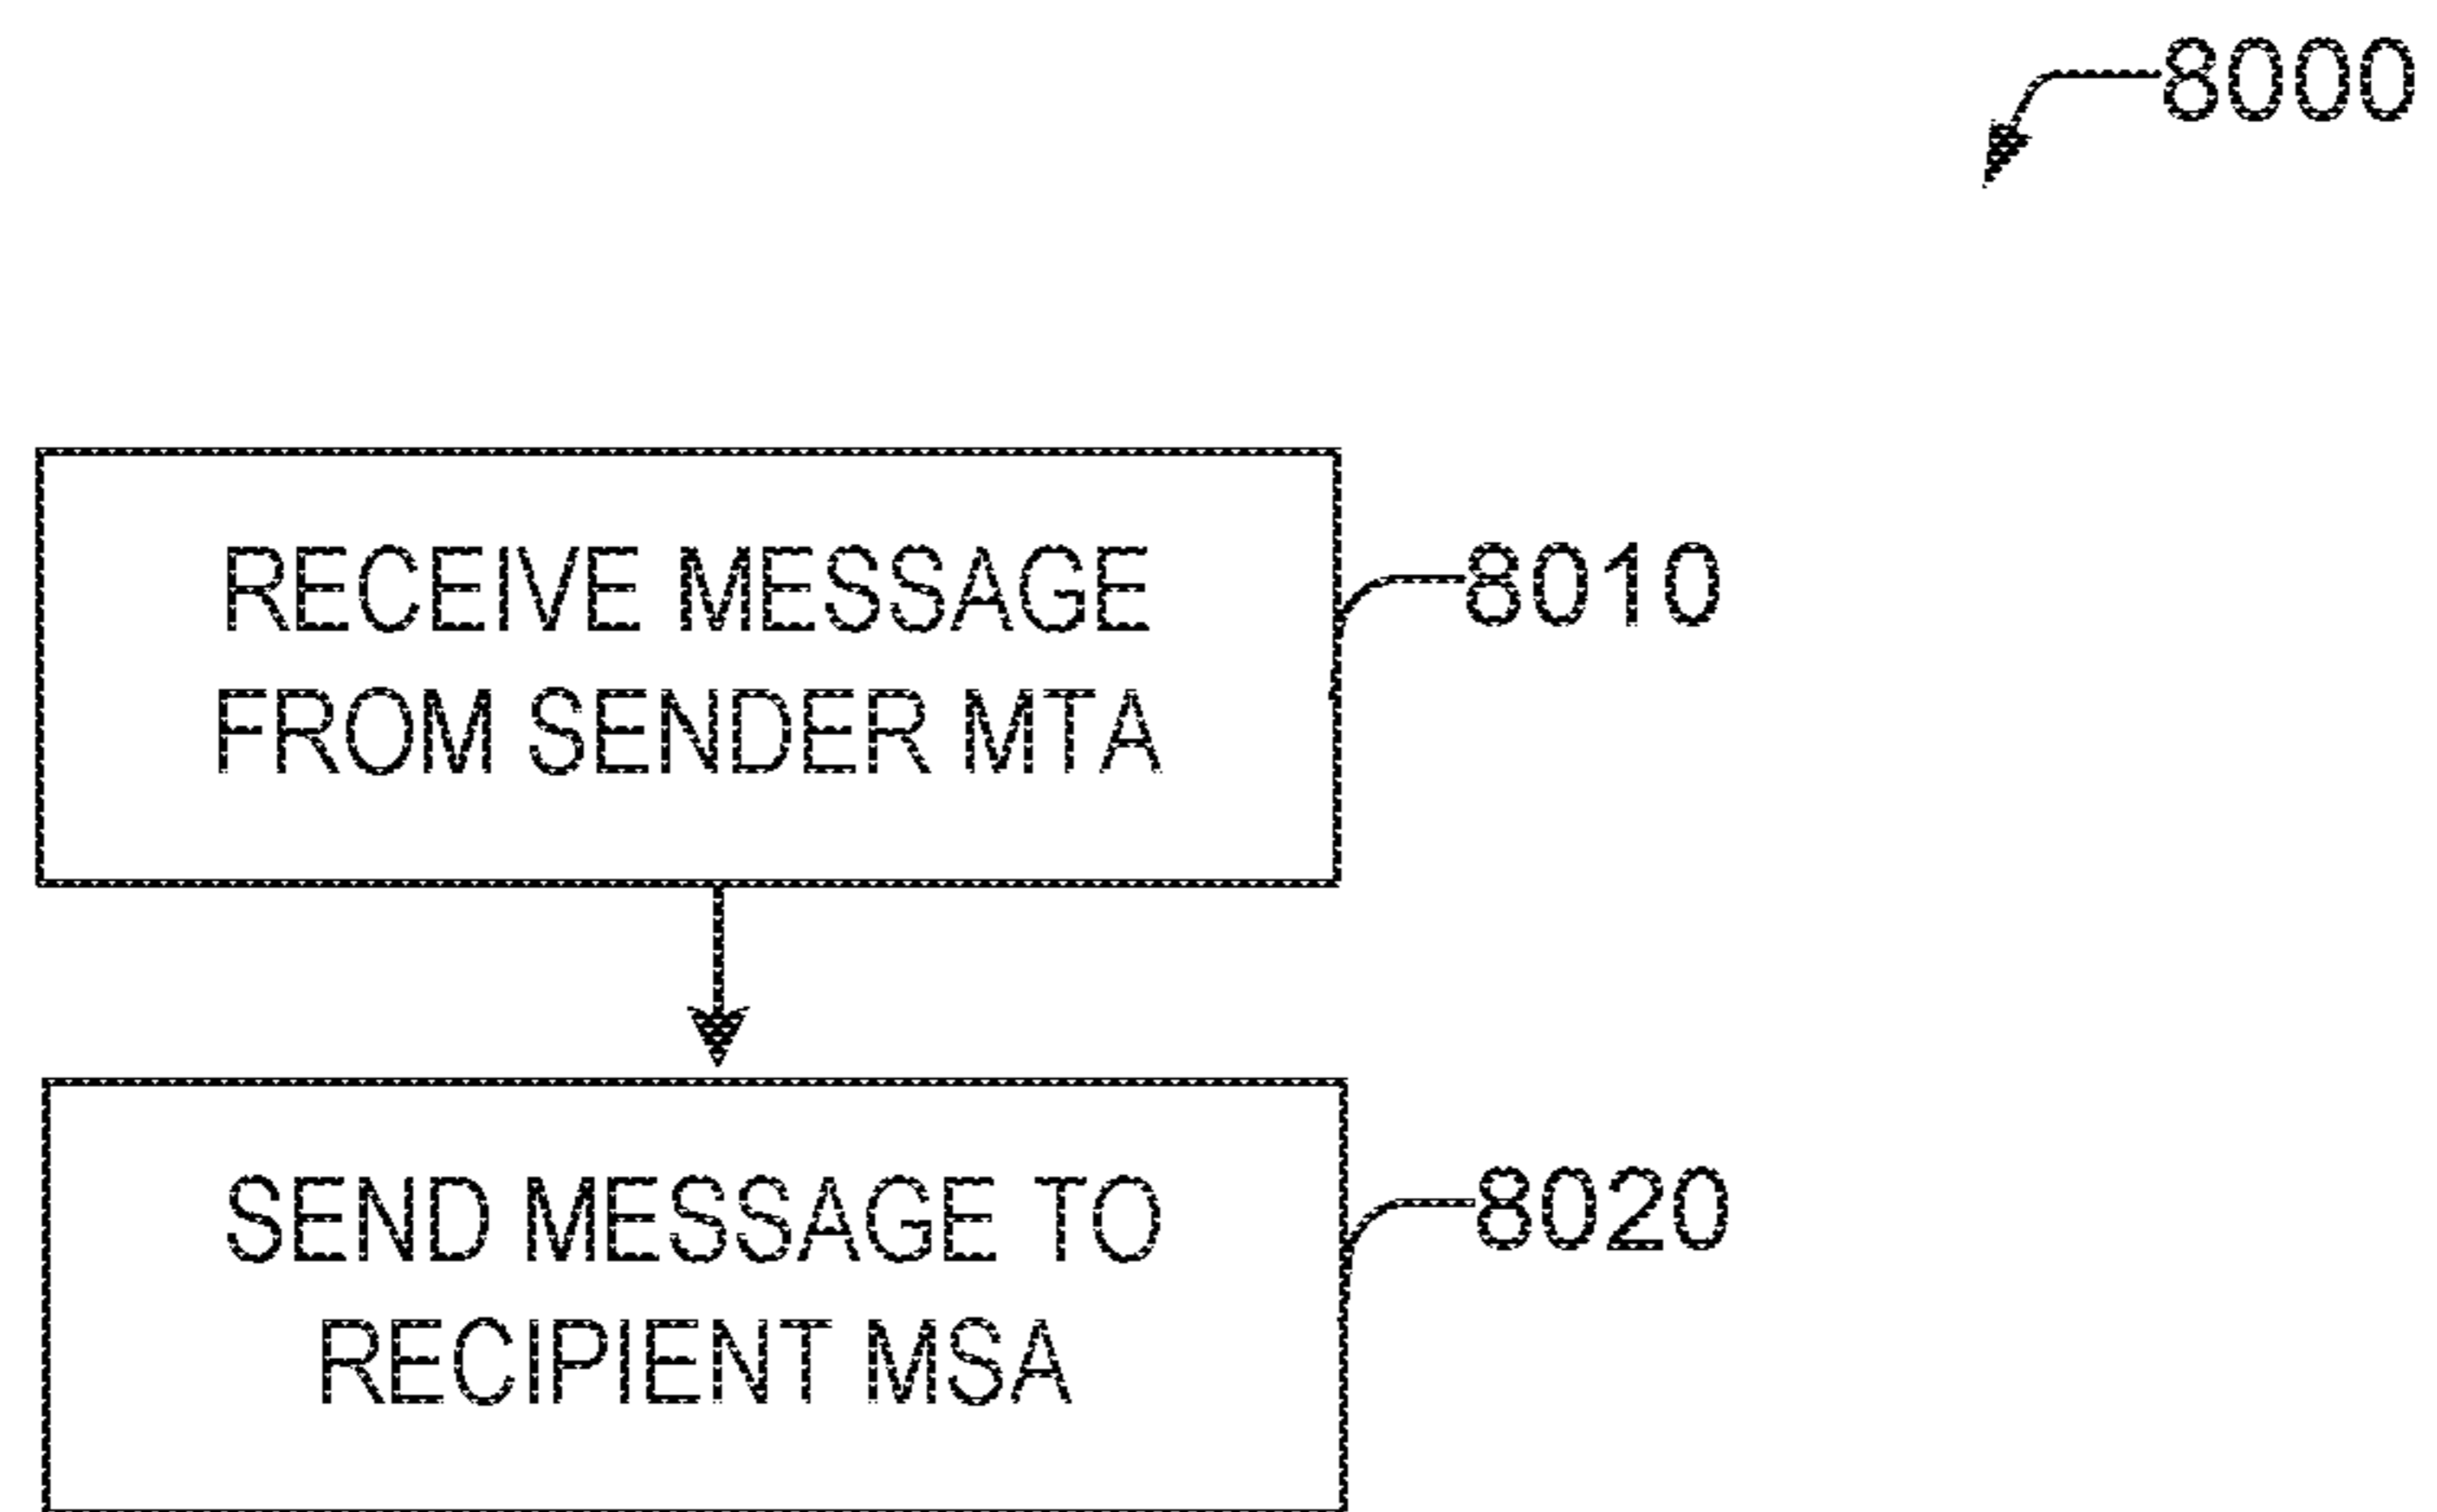 8000
RECEIVE MESSAGE
FROM SENDER MTA
8010
SEND MESSAGE TO
RECIPIENT MSA
8020